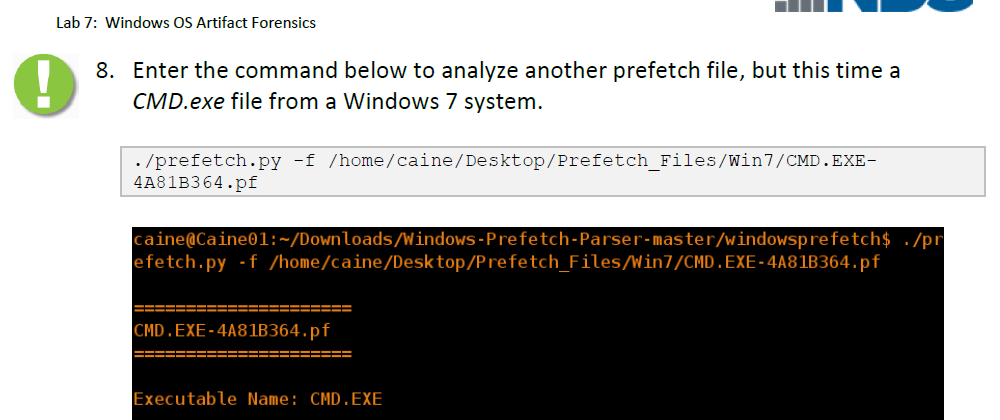 Lab 7: Windows OS Artifact Forensics
8. Enter the command below to analyze another prefetch file, but this time a
CMD.exe file from a Windows 7 system.
./prefetch.py -f /home/caine/Desktop/Prefetch_Files/Win7/CMD.EXE-
4A81B364.pf
caine@Caine01:~/Downloads/Windows-Prefetch-Parser-master/windowsprefetch$ ./pr
efetch.py -f /home/caine/Desktop/Prefetch_Files/Win7/CMD.EXE-4A81B364.pf
=====================
CMD.EXE-4A81B364.pf
=====================
Executable Name: CMD.EXE